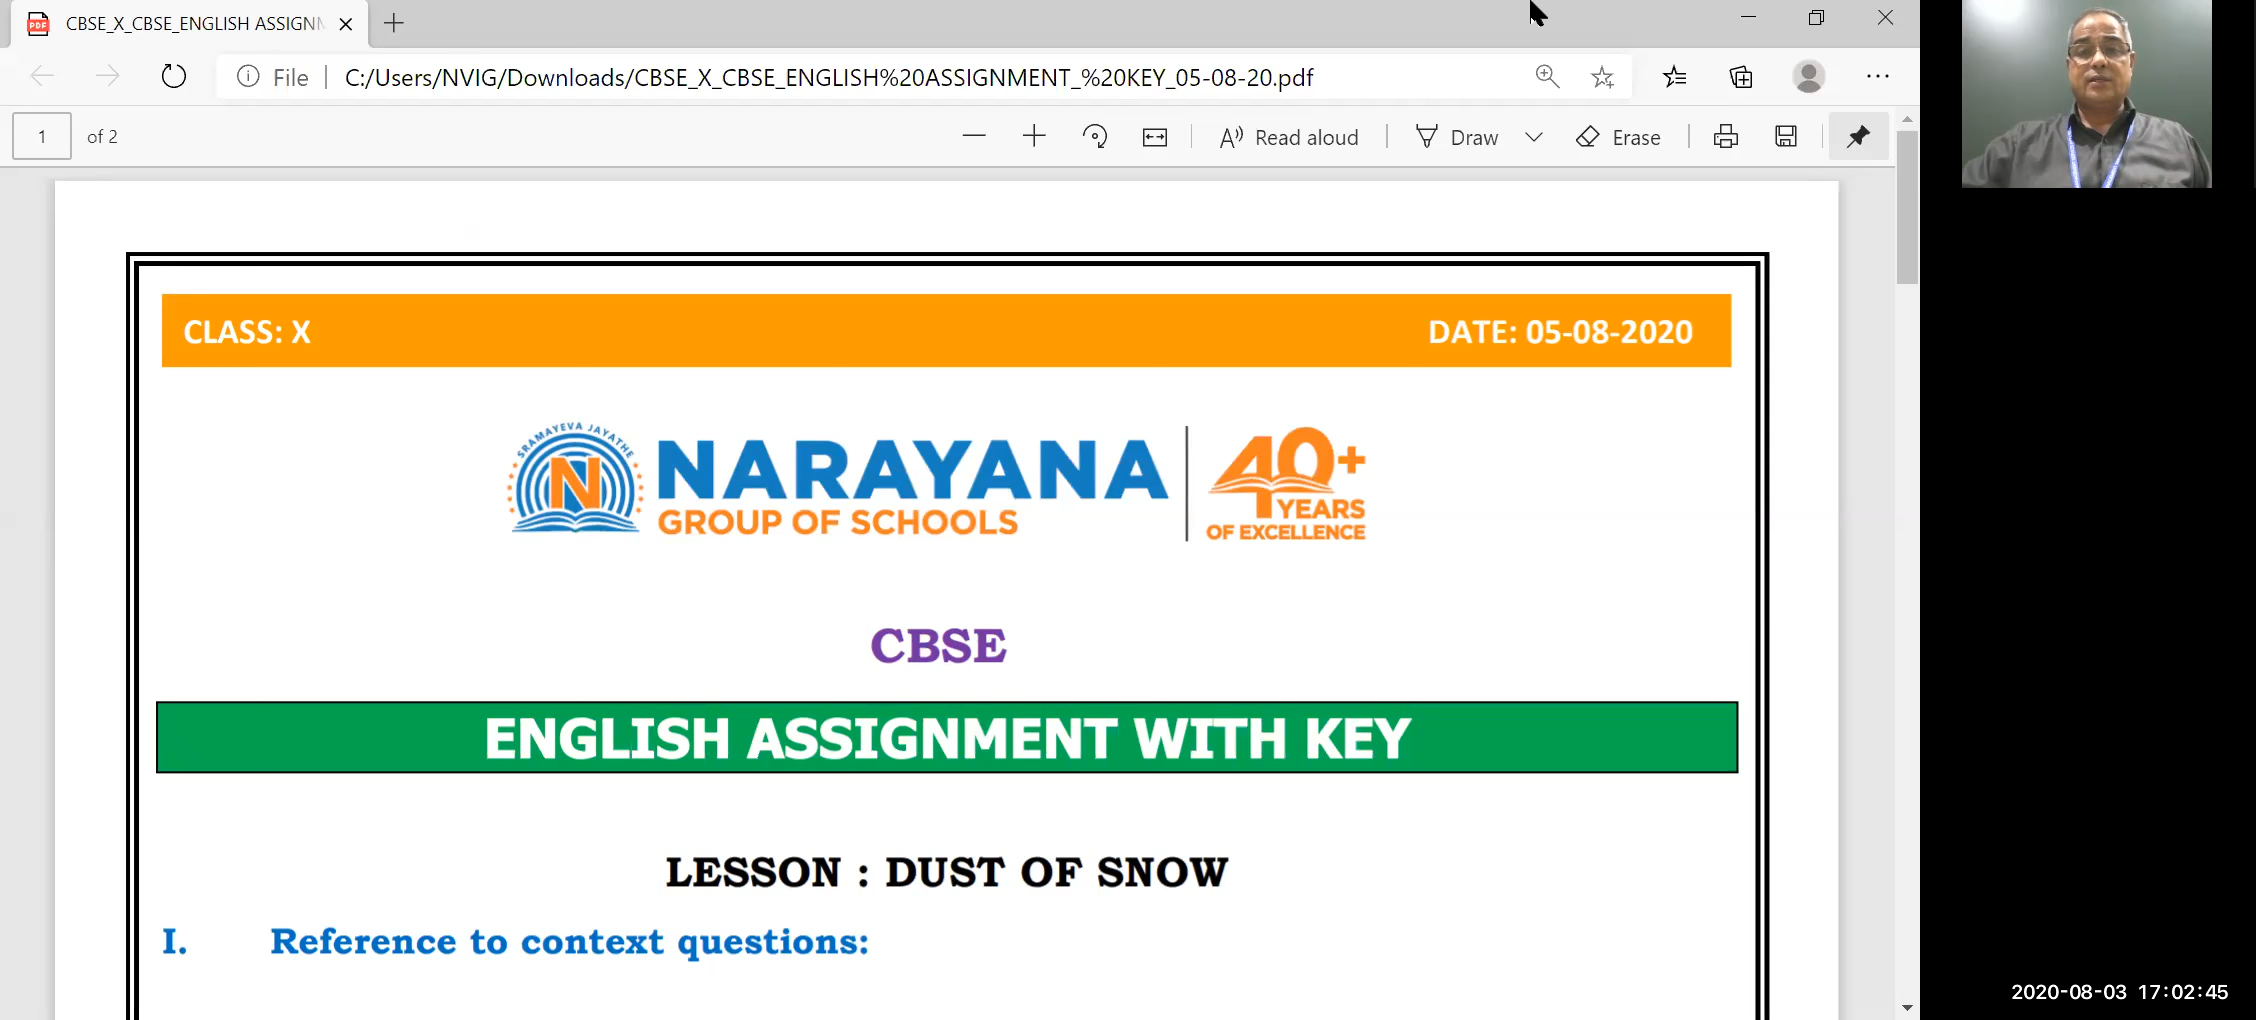 CBSE_X_CBSE_ENGLISH ASSIGN
File
C:/Users/NVIG/Downloads/CBSE_X_CBSE_ENGLISH%20ASSIGNMENT_%20KEY_05-08-20.pdf
1 of 2
Read aloud
Draw
Erase
CLASS: X
DATE: 05-08-2020
SRAMAYEVA JAYATHE
N
NARAYANA
GROUP OF SCHOOLS
40+
YEARS
OF EXCELLENCE
CBSE
ENGLISH ASSIGNMENT WITH KEY
LESSON : DUST OF SNOW
I. Reference to context questions:
2020-08-03 17:02:45